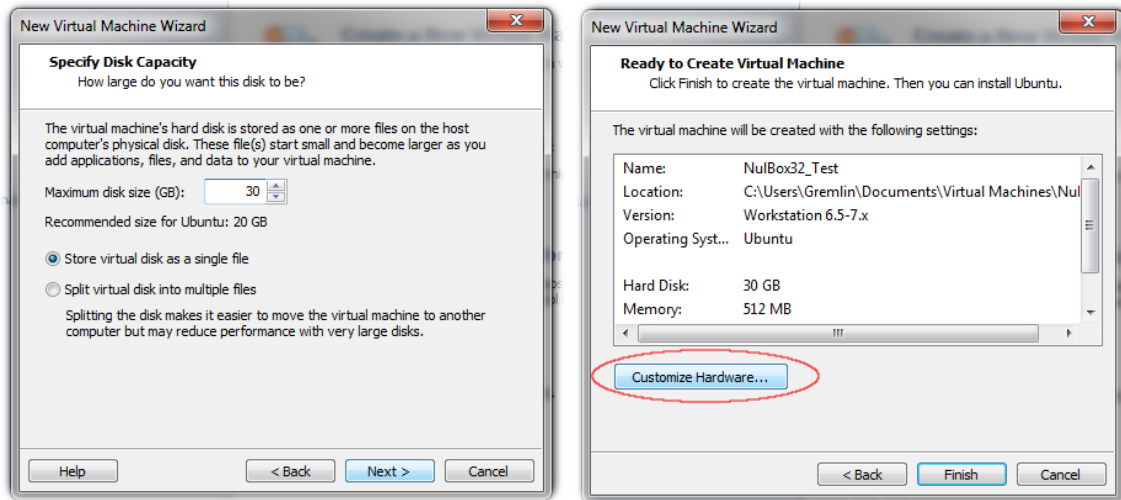 New Virtual Machine Wizard
Specify Disk Capacity
How large do you want this disk to be?
The virtual machine's hard disk is stored as one or more files on the host
computer's physical disk. These file(s) start small and become larger as you
add applications, files, and data to your virtual machine.
Maximum disk size (GB): 30
Recommended size for Ubuntu: 20 GB
Store virtual disk as a single file
Split virtual disk into multiple files
Splitting the disk makes it easier to move the virtual machine to another
computer but may reduce performance with very large disks.
Help < Back Next > Cancel
New Virtual Machine Wizard
Ready to Create Virtual Machine
Click Finish to create the virtual machine. Then you can install Ubuntu.
The virtual machine will be created with the following settings:
Name: NulBox32_Test
Location: C:\Users\Gremlin\Documents\Virtual Machines\Nul
Version: Workstation 6.5-7.x
Operating Syst... Ubuntu
Hard Disk: 30 GB
Memory: 512 MB
Customize Hardware...
< Back Finish Cancel